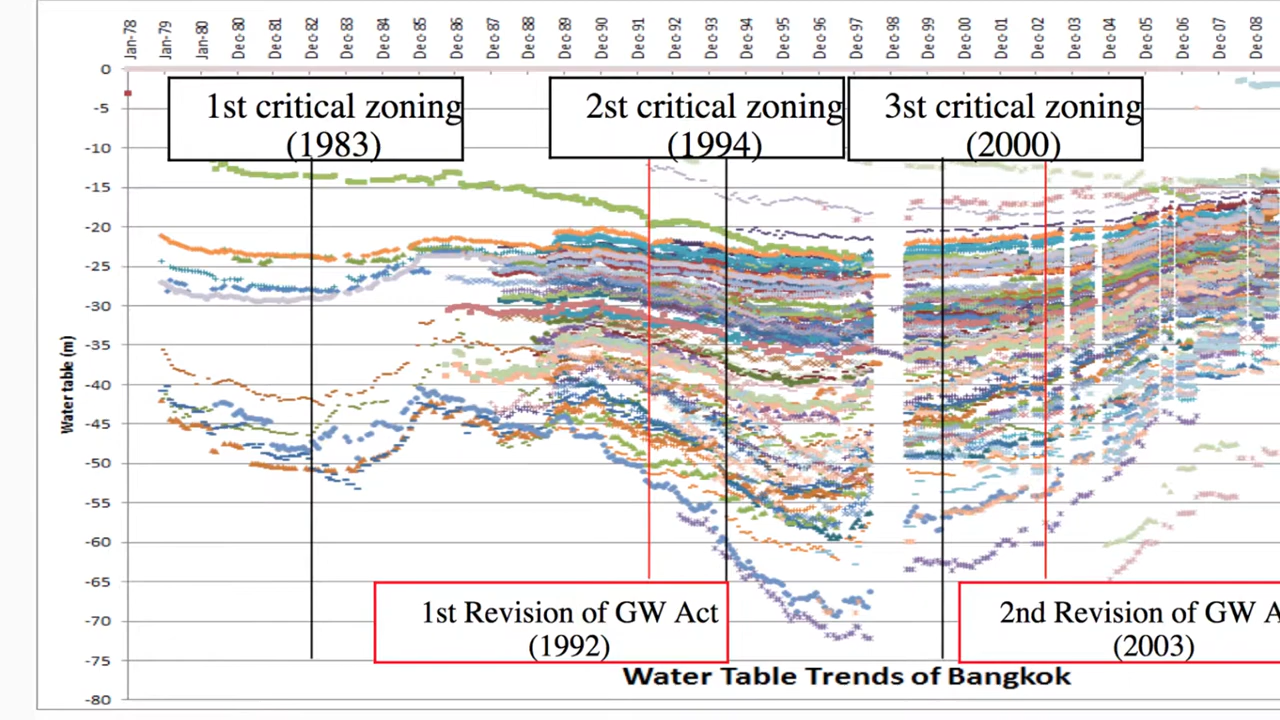 Jan-78
Jan-79
Jan-80
Dec-80
Dec-81
Dec-82
Dec-83
Dec-84
Dec-85
Dec-86
Dec-87
Dec-88
Dec-89
Dec-90
Dec-91
Dec-92
Dec-93
Dec-94
Dec-95
Dec-96
Dec-97
Dec-98
Dec-99
Dec-00
Dec-01
Dec-02
Dec-03
Dec-04
Dec-05
Dec-06
Dec-07
Dec-08
0
-5
-10
-15
-20
-25
-30
-35
-40
-45
-50
-55
-60
-65
-70
-75
-80
Water table (m)
1st critical zoning
(1983)
2st critical zoning
(1994)
3st critical zoning
(2000)
1st Revision of GW Act
(1992)
2nd Revision of GW A
(2003)
Water Table Trends of Bangkok